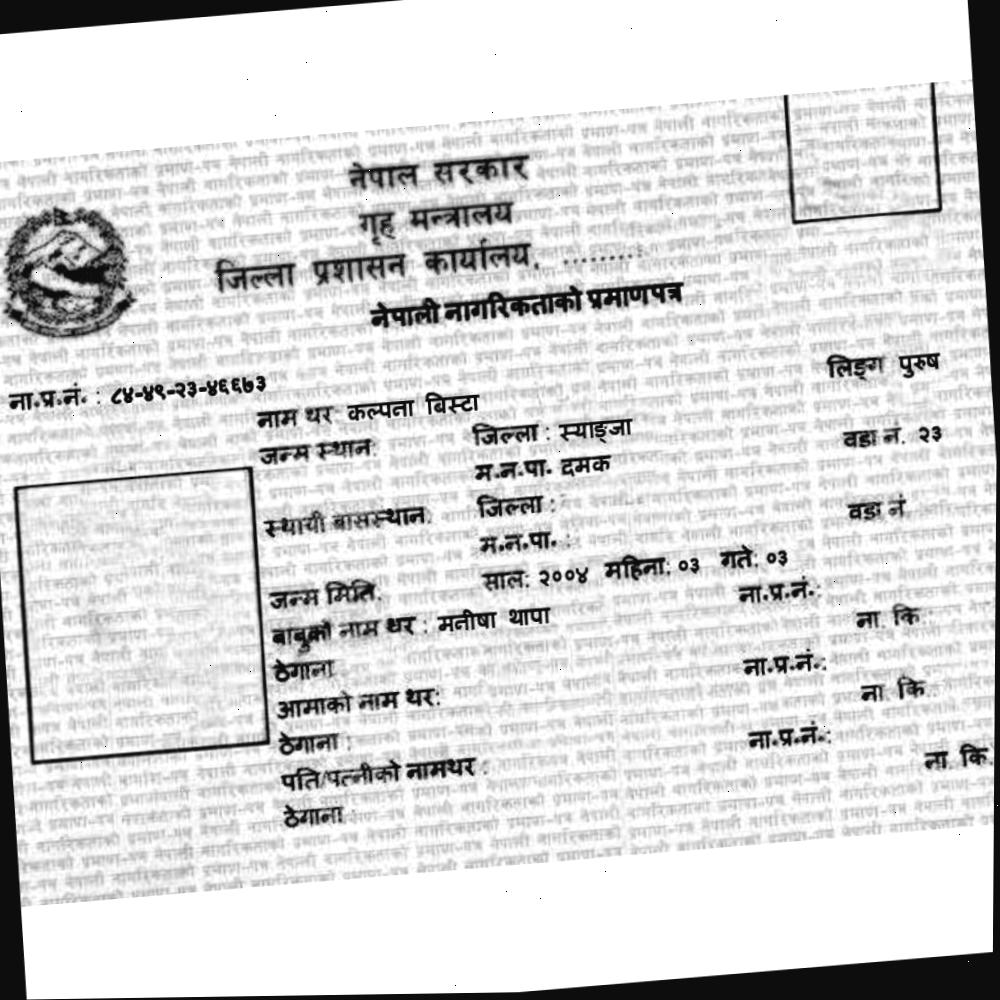 नेपाल सरकार
गृह मन्त्रालय
जिल्ला प्रशासन कार्यालय, ........
नेपाली नागरिकताको प्रमाणपत्र
ना.प्र.नं. : ८४-४९-२३-४६६७३
लिङ्ग पुरुष
नाम थर: कल्पना बिस्टा
जन्म स्थान: जिल्ला : स्याङ्जा वडा नं. २३
म.न.पा. दमक
स्थायी बासस्थान: जिल्ला : वडा नं.
म.न.पा. :
जन्म मिति: साल: २००४ महिना: ०३ गते: ०३
बाबुको नाम थर : मनीषा थापा ना.प्र.नं.:
ठेगाना ना. कि.:
आमाको नाम थर: ना.प्र.नं.:
ठेगाना : ना. कि.:
पति/पत्नीको नामथर : ना.प्र.नं.:
ठेगाना : ना. कि.